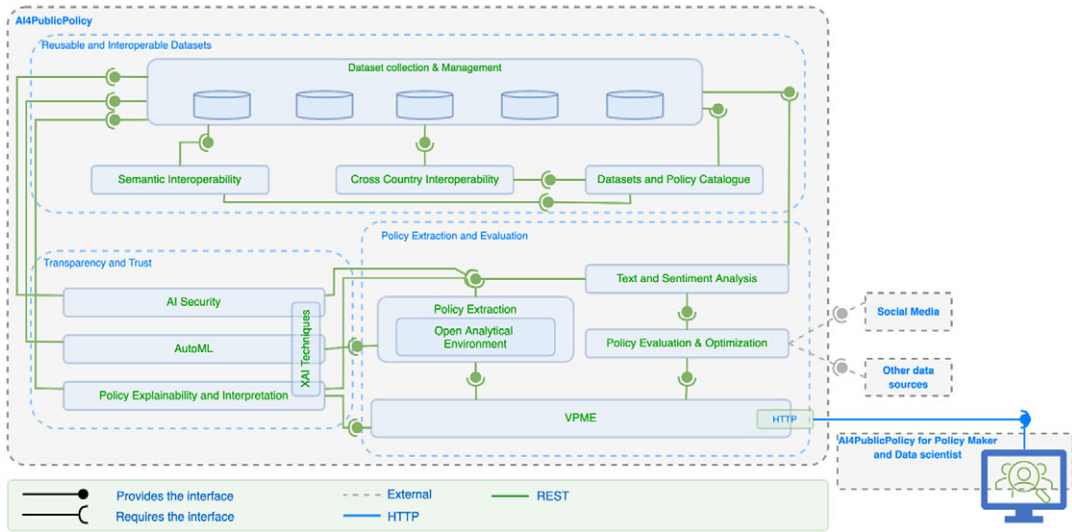 AI4PublicPolicy
Reusable and Interoperable Datasets
Dataset collection & Management
Semantic Interoperability
Cross Country Interoperability
Datasets and Policy Catalogue
Policy Extraction and Evaluation
Transparency and Trust
Text and Sentiment Analysis
AI Security
Policy Extraction
Social Media
XAI Techniques
Open Analytical
Environment
AutoML
Policy Evaluation & Optimization
Other data
sources
Policy Explainability and Interpretation
VPME
HTTP
AI4PublicPolicy for Policy Maker
and Data scientist
Provides the interface
External
REST
Requires the interface
HTTP